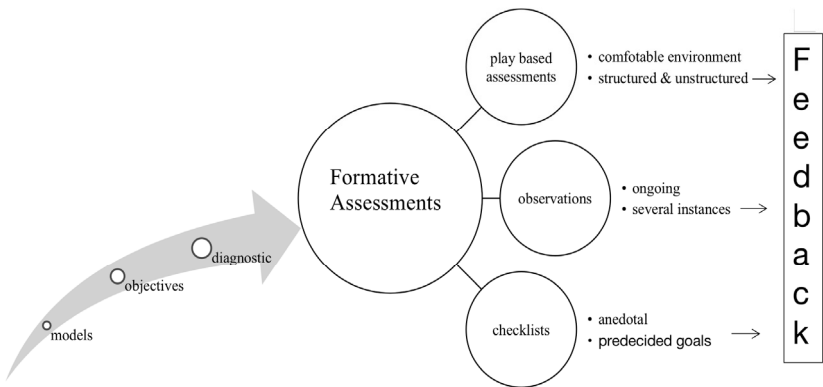 play based
assessments
• comfotable environment
• structured & unstructured
Formative
Assessments
observations
• ongoing
• several instances
diagnostic
objectives
models
checklists
• anedotal
• predecided goals
Feedback